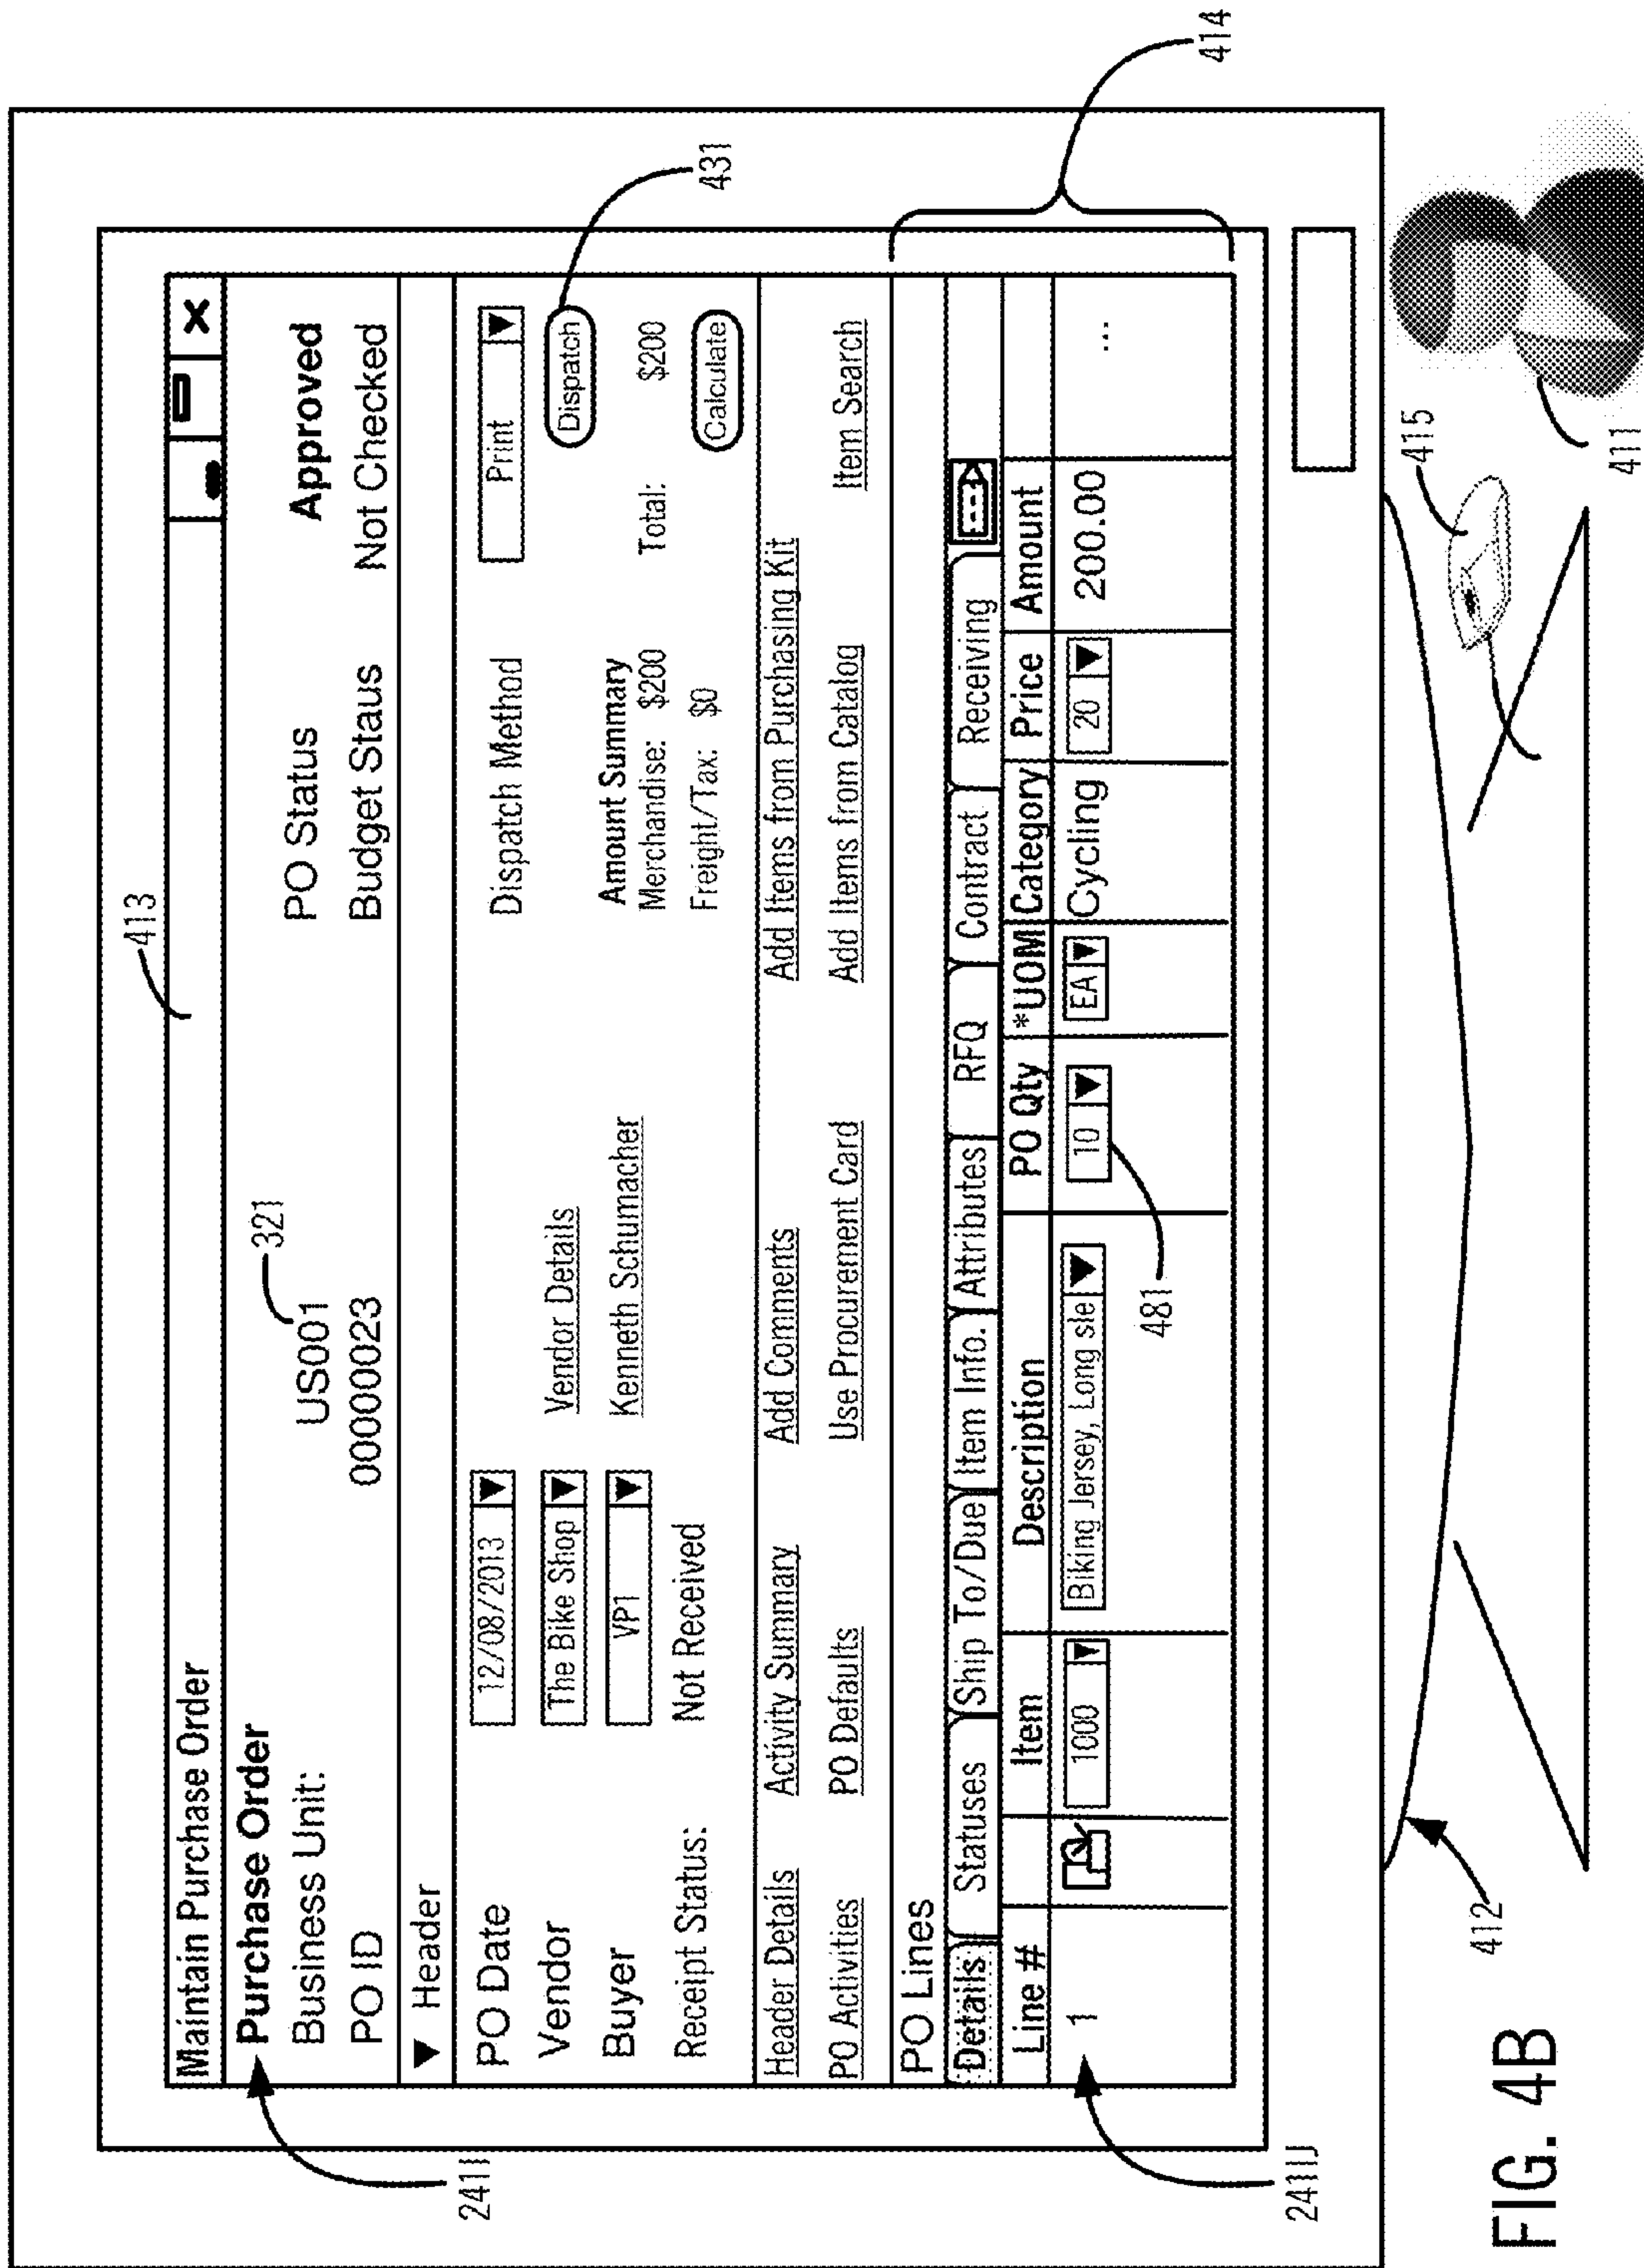 413
Maintain Purchase Order
Purchase Order
Business Unit: US001 PO Status Approved
321
PO ID 0000023 Budget Staus Not Checked
▼ Header
PO Date 12/08/2013 ▼ Dispatch Method Print ▼
Vendor The Bike Shop ▼ Vendor Details Dispatch
431
Buyer VP1 ▼ Kenneth Schumacher Amount Summary
Receipt Status: Not Received Merchandise: $200 Total: $200
Freight/Tax: $0 Calculate
Header Details Activity Summary Add Comments Add Items from Purchasing Kit
PO Activities PO Defaults Use Procurement Card Add Items from Catalog Item Search
PO Lines
Details Statuses Ship To/Due Item Info. Attributes RFQ Contract Receiving
Line # Item Description PO Qty *UOM Category Price Amount
1 1000 ▼ Biking Jersey, Long sle ▼ 10 ▼ EA ▼ Cycling 20 ▼ 200.00 ...
241I
241IJ
481
414
412
415
411
FIG. 4B